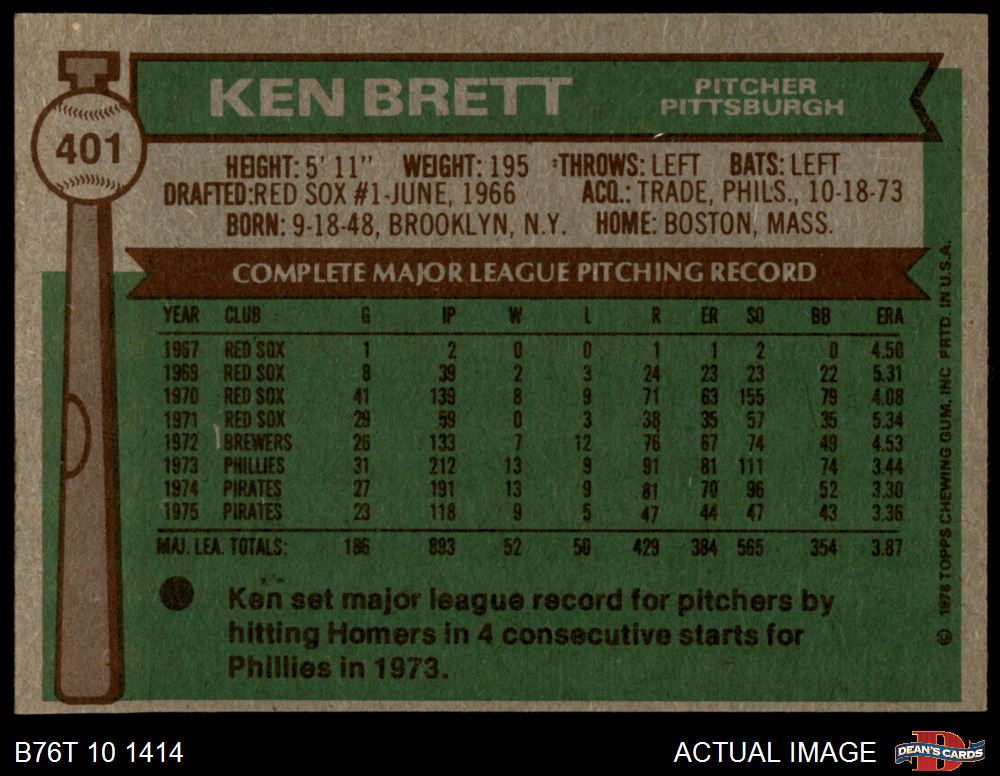 KEN BRETT
PITCHER
PITTSBURGH
401
HEIGHT: 5' 11" WEIGHT: 195 THROWS: LEFT BATS: LEFT
DRAFTED:RED SOX #1-JUNE, 1966 ACQ.: TRADE, PHILS., 10-18-73
BORN: 9-18-48, BROOKLYN, N.Y. HOME: BOSTON, MASS.
COMPLETE MAJOR LEAGUE PITCHING RECORD
YEAR CLUB G IP W L R ER SO BB ERA
1967 RED SOX 1 2 0 0 1 1 2 0 4.50
1969 RED SOX 8 39 2 3 24 23 23 22 5.31
1970 RED SOX 41 139 8 9 71 63 155 79 4.08
1971 RED SOX 29 59 0 3 38 35 57 35 5.34
1972 BREWERS 26 133 7 12 76 67 74 49 4.53
1973 PHILLIES 31 212 13 9 91 81 111 74 3.44
1974 PIRATES 27 191 13 9 81 70 96 52 3.30
1975 PIRATES 23 118 9 5 47 44 47 43 3.36
MAJ. LEA. TOTALS: 186 893 52 50 429 384 565 354 3.87
Ken set major league record for pitchers by
hitting Homers in 4 consecutive starts for
Phillies in 1973.
© 1976 TOPPS CHEWING GUM, INC PRTD. IN U.S.A.
B76T 10 1414
ACTUAL IMAGE
DEAN'S CARDS